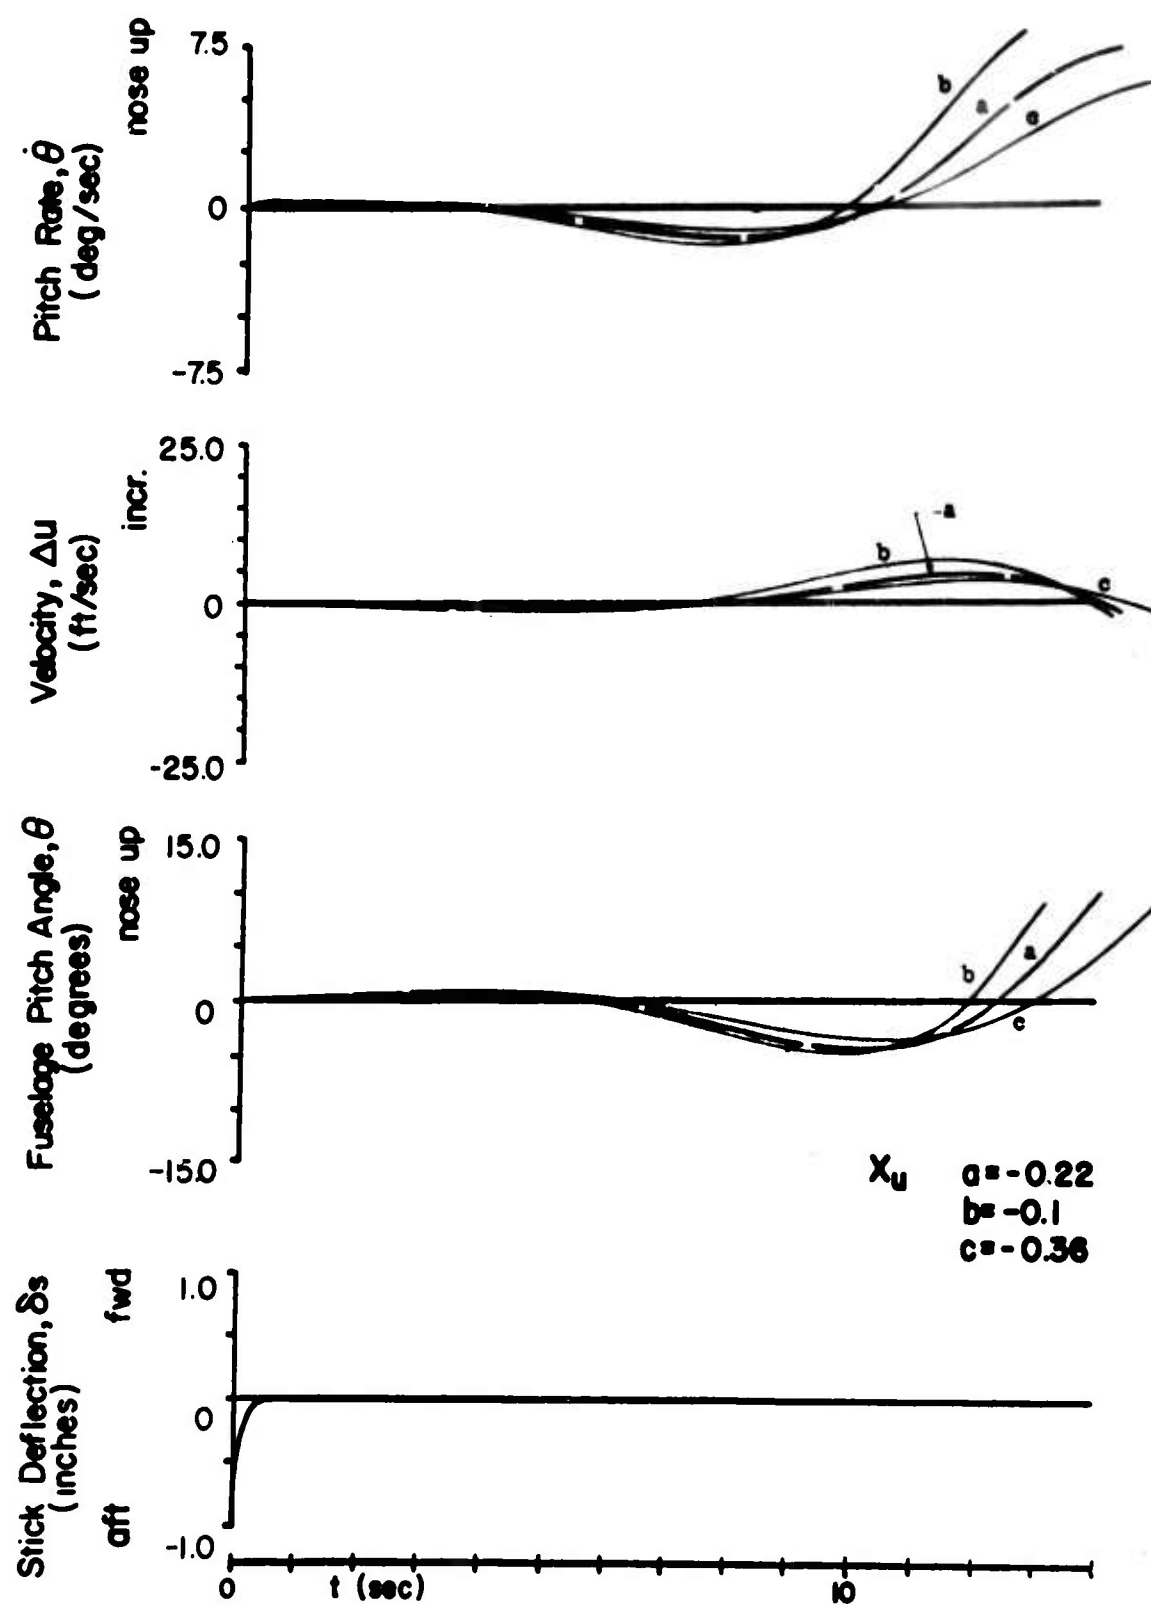 Pitch Rate, θ̇
(deg/sec)
nose up
7.5
0
-7.5
b
a
c
Velocity, Δu
(ft/sec)
incr.
25.0
0
-25.0
b
a
c
Fuselage Pitch Angle, θ
(degrees)
nose up
15.0
0
-15.0
b
a
c
Xu a = -0.22
b = -0.1
c = -0.36
Stick Deflection, δs
(inches)
aft fwd
1.0
0
-1.0
0 t (sec) 10